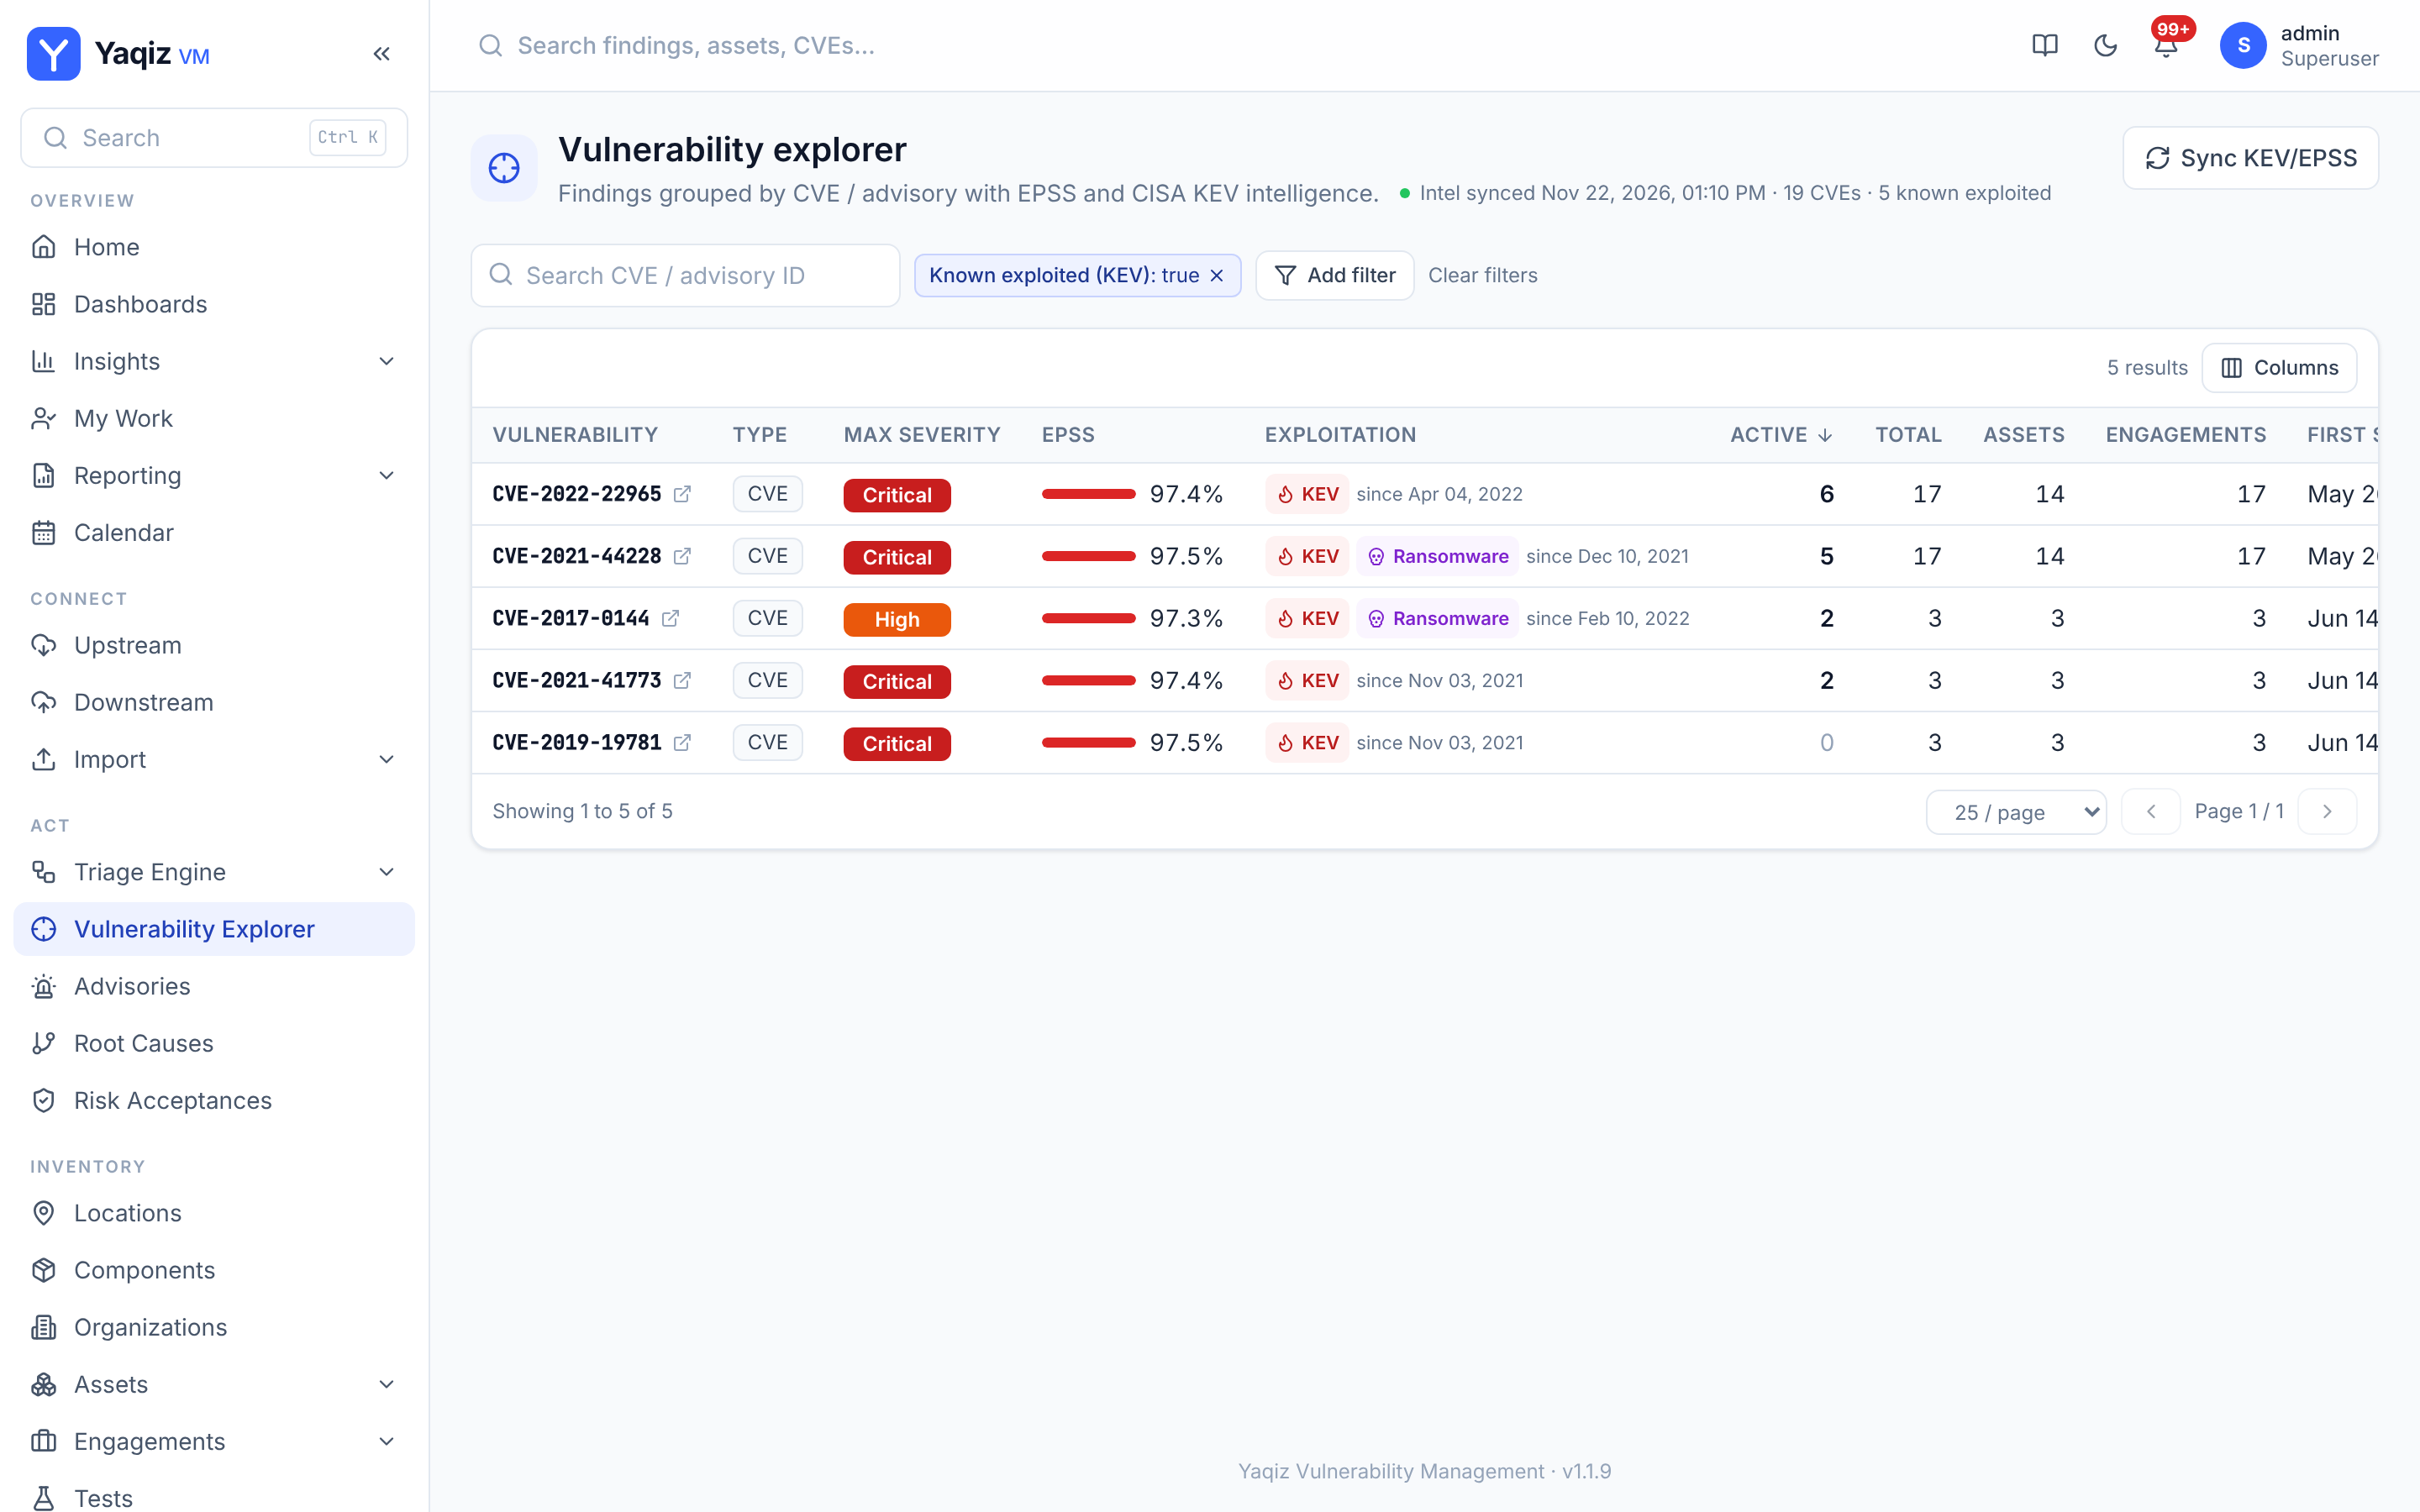 Yaqiz VM
Search Ctrl K
OVERVIEW
Home
Dashboards
Insights
My Work
Reporting
Calendar
CONNECT
Upstream
Downstream
Import
ACT
Triage Engine
Vulnerability Explorer
Advisories
Root Causes
Risk Acceptances
INVENTORY
Locations
Components
Organizations
Assets
Engagements
Tests
Search findings, assets, CVEs...
99+
S
admin
Superuser
Vulnerability explorer
Findings grouped by CVE / advisory with EPSS and CISA KEV intelligence. Intel synced Nov 22, 2026, 01:10 PM · 19 CVEs · 5 known exploited
Sync KEV/EPSS
Search CVE / advisory ID Known exploited (KEV): true Add filter Clear filters
5 results Columns
VULNERABILITY TYPE MAX SEVERITY EPSS EXPLOITATION ACTIVE TOTAL ASSETS ENGAGEMENTS FIRST S
CVE-2022-22965 CVE Critical 97.4% KEV since Apr 04, 2022 6 17 14 17 May 2
CVE-2021-44228 CVE Critical 97.5% KEV Ransomware since Dec 10, 2021 5 17 14 17 May 2
CVE-2017-0144 CVE High 97.3% KEV Ransomware since Feb 10, 2022 2 3 3 3 Jun 14
CVE-2021-41773 CVE Critical 97.4% KEV since Nov 03, 2021 2 3 3 3 Jun 14
CVE-2019-19781 CVE Critical 97.5% KEV since Nov 03, 2021 0 3 3 3 Jun 14
Showing 1 to 5 of 5 25 / page Page 1 / 1
Yaqiz Vulnerability Management · v1.1.9